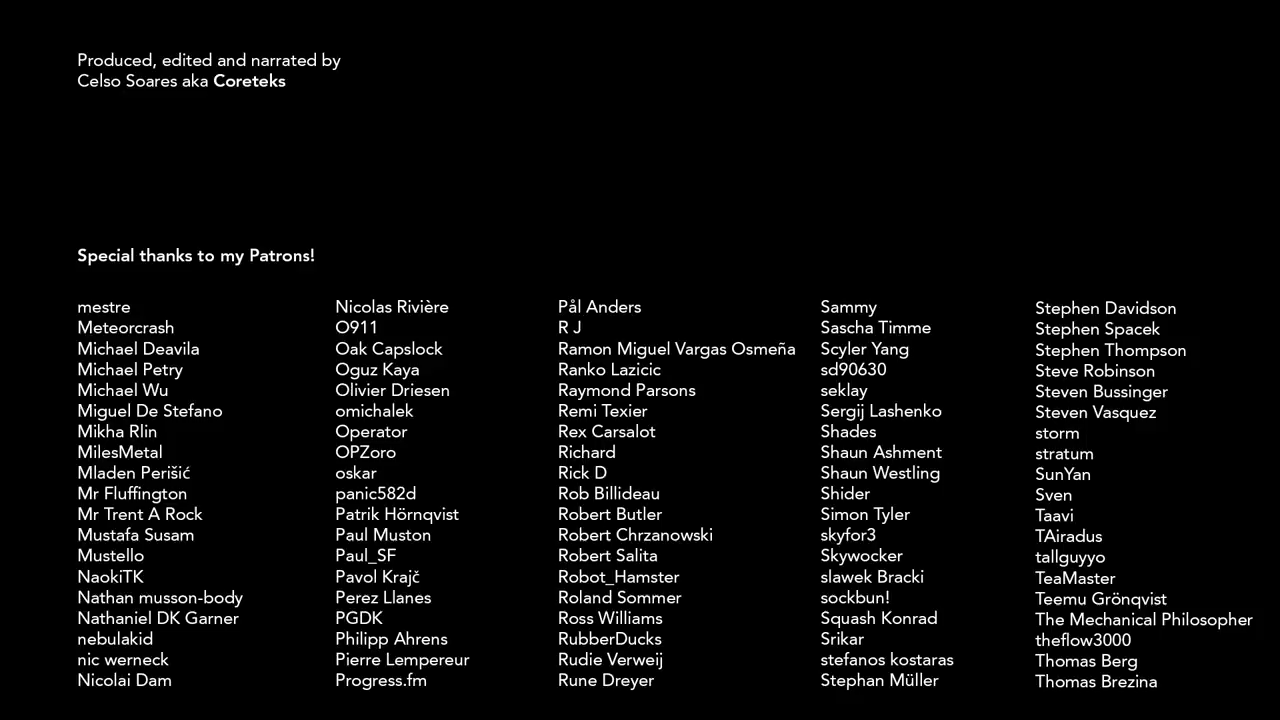 Produced, edited and narrated by
Celso Soares aka Coreteks
Special thanks to my Patrons!
mestre
Meteorcrash
Michael Deavila
Michael Petry
Michael Wu
Miguel De Stefano
Mikha Rlin
MilesMetal
Mladen Perišić
Mr Fluffington
Mr Trent A Rock
Mustafa Susam
Mustello
NaokiTK
Nathan musson-body
Nathaniel DK Garner
nebulakid
nic werneck
Nicolai Dam
Nicolas Rivière
O911
Oak Capslock
Oguz Kaya
Olivier Driesen
omichalek
Operator
OPZoro
oskar
panic582d
Patrik Hörnqvist
Paul Muston
Paul_SF
Pavol Krajč
Perez Llanes
PGDK
Philipp Ahrens
Pierre Lempereur
Progress.fm
Pål Anders
R J
Ramon Miguel Vargas Osmeña
Ranko Lazicic
Raymond Parsons
Remi Texier
Rex Carsalot
Richard
Rick D
Rob Billideau
Robert Butler
Robert Chrzanowski
Robert Salita
Robot_Hamster
Roland Sommer
Ross Williams
RubberDucks
Rudie Verweij
Rune Dreyer
Sammy
Sascha Timme
Scyler Yang
sd90630
seklay
Sergij Lashenko
Shades
Shaun Ashment
Shaun Westling
Shider
Simon Tyler
skyfor3
Skywocker
slawek Bracki
sockbun!
Squash Konrad
Srikar
stefanos kostaras
Stephan Müller
Stephen Davidson
Stephen Spacek
Stephen Thompson
Steve Robinson
Steven Bussinger
Steven Vasquez
storm
stratum
SunYan
Sven
Taavi
TAiradus
tallguyyo
TeaMaster
Teemu Grönqvist
The Mechanical Philosopher
theflow3000
Thomas Berg
Thomas Brezina